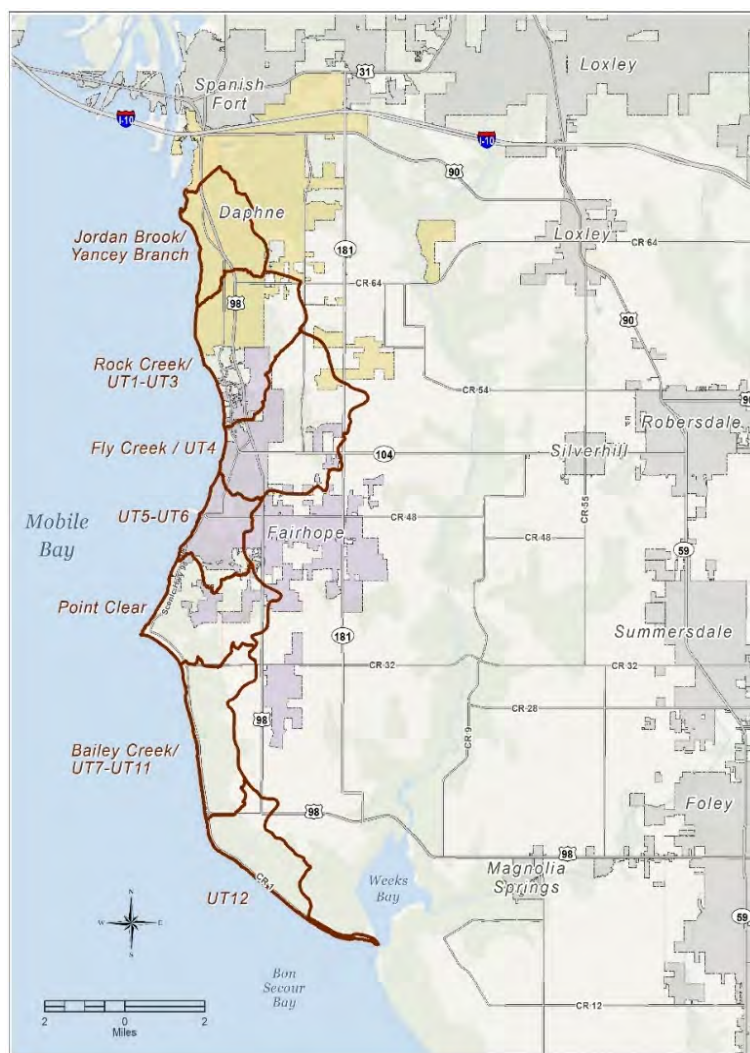 Spanish
Fort
31
Loxley
I-10
I-10
90
Daphne
Jordan Brook/
Yancey Branch
181
Loxley
CR 64
CR 64
98
90
Rock Creek/
UT1-UT3
CR 54
90
Robersdale
Fly Creek / UT4
104
Silverhill
CR 55
Mobile
Bay
UT5-UT6
Fairhope
CR 48
CR 48
59
Point Clear
181
Summersdale
CR 32
CR 32
98
CR 9
CR 28
Bailey Creek/
UT7-UT11
98
Foley
Magnolia
Springs
98
UT12
CR 1
Weeks
Bay
59
N
W
E
S
Bon
Secour
Bay
CR 12
2
0
2
Miles